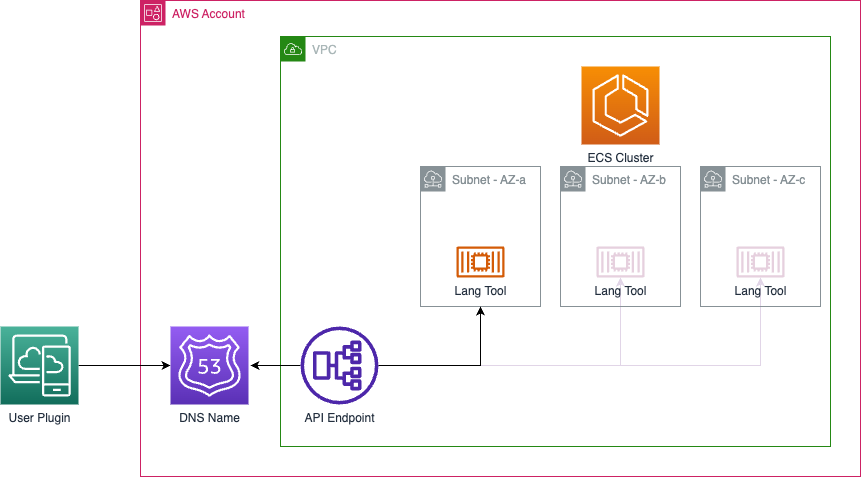 AWS Account
VPC
ECS Cluster
Subnet - AZ-a
Subnet - AZ-b
Subnet - AZ-c
Lang Tool
Lang Tool
Lang Tool
53
User Plugin
DNS Name
API Endpoint